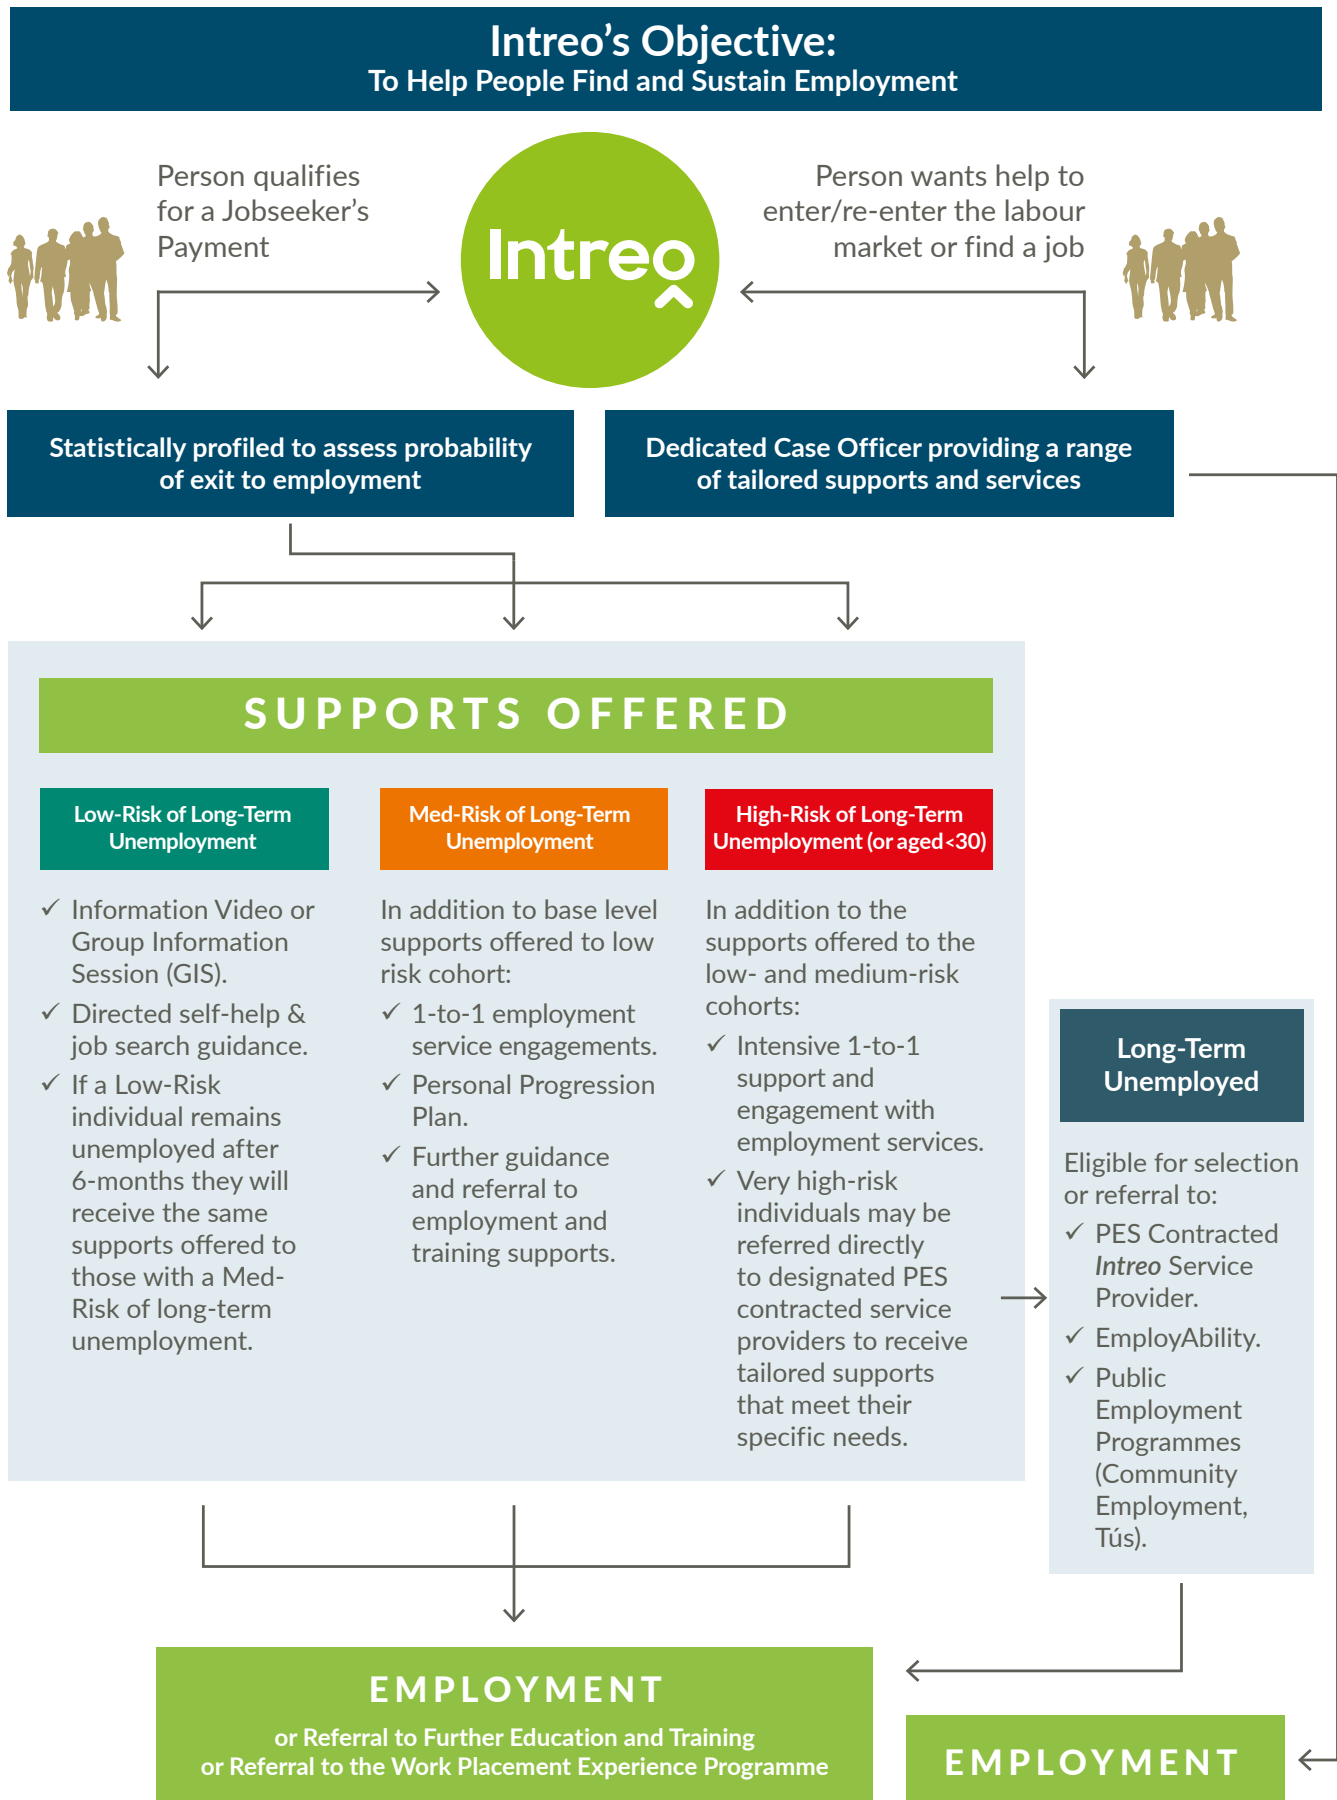 Intreo’s Objective:
To Help People Find and Sustain Employment
Person qualifies
for a Jobseeker’s
Payment
Intreo
Person wants help to
enter/re-enter the labour
market or find a job
Statistically profiled to assess probability
of exit to employment
Dedicated Case Officer providing a range
of tailored supports and services
SUPPORTS OFFERED
Low-Risk of Long-Term
Unemployment
✓ Information Video or
Group Information
Session (GIS).
✓ Directed self-help &
job search guidance.
✓ If a Low-Risk
individual remains
unemployed after
6-months they will
receive the same
supports offered to
those with a Med-
Risk of long-term
unemployment.
Med-Risk of Long-Term
Unemployment
In addition to base level
supports offered to low
risk cohort:
✓ 1-to-1 employment
service engagements.
✓ Personal Progression
Plan.
✓ Further guidance
and referral to
employment and
training supports.
High-Risk of Long-Term
Unemployment (or aged<30)
In addition to the
supports offered to the
low- and medium-risk
cohorts:
✓ Intensive 1-to-1
support and
engagement with
employment services.
✓ Very high-risk
individuals may be
referred directly
to designated PES
contracted service
providers to receive
tailored supports
that meet their
specific needs.
Long-Term
Unemployed
Eligible for selection
or referral to:
✓ PES Contracted
Intreo Service
Provider.
✓ EmployAbility.
✓ Public
Employment
Programmes
(Community
Employment,
Tús).
EMPLOYMENT
or Referral to Further Education and Training
or Referral to the Work Placement Experience Programme
EMPLOYMENT